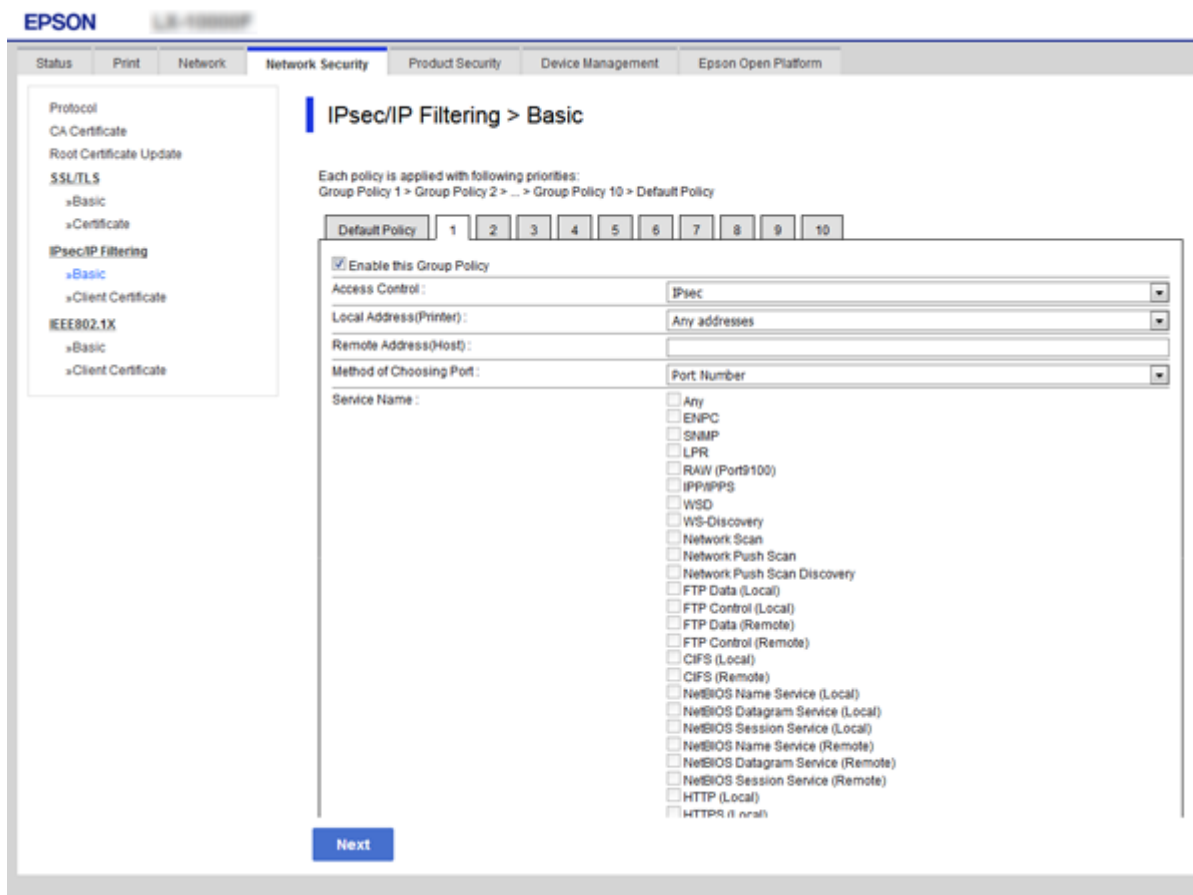 EPSON
Status Print Network Network Security Product Security Device Management Epson Open Platform
Protocol
CA Certificate
Root Certificate Update
SSL/TLS
»Basic
»Certificate
IPsec/IP Filtering
»Basic
»Client Certificate
IEEE802.1X
»Basic
»Client Certificate
IPsec/IP Filtering > Basic
Each policy is applied with following priorities:
Group Policy 1 > Group Policy 2 > ... > Group Policy 10 > Default Policy
Default Policy 1 2 3 4 5 6 7 8 9 10
Enable this Group Policy
Access Control : IPsec
Local Address(Printer) : Any addresses
Remote Address(Host) :
Method of Choosing Port : Port Number
Service Name : Any
ENPC
SNMP
LPR
RAW (Port9100)
IPP/IPPS
WSD
WS-Discovery
Network Scan
Network Push Scan
Network Push Scan Discovery
FTP Data (Local)
FTP Control (Local)
FTP Data (Remote)
FTP Control (Remote)
CIFS (Local)
CIFS (Remote)
NetBIOS Name Service (Local)
NetBIOS Datagram Service (Local)
NetBIOS Session Service (Local)
NetBIOS Name Service (Remote)
NetBIOS Datagram Service (Remote)
NetBIOS Session Service (Remote)
HTTP (Local)
HTTPS (Local)
Next